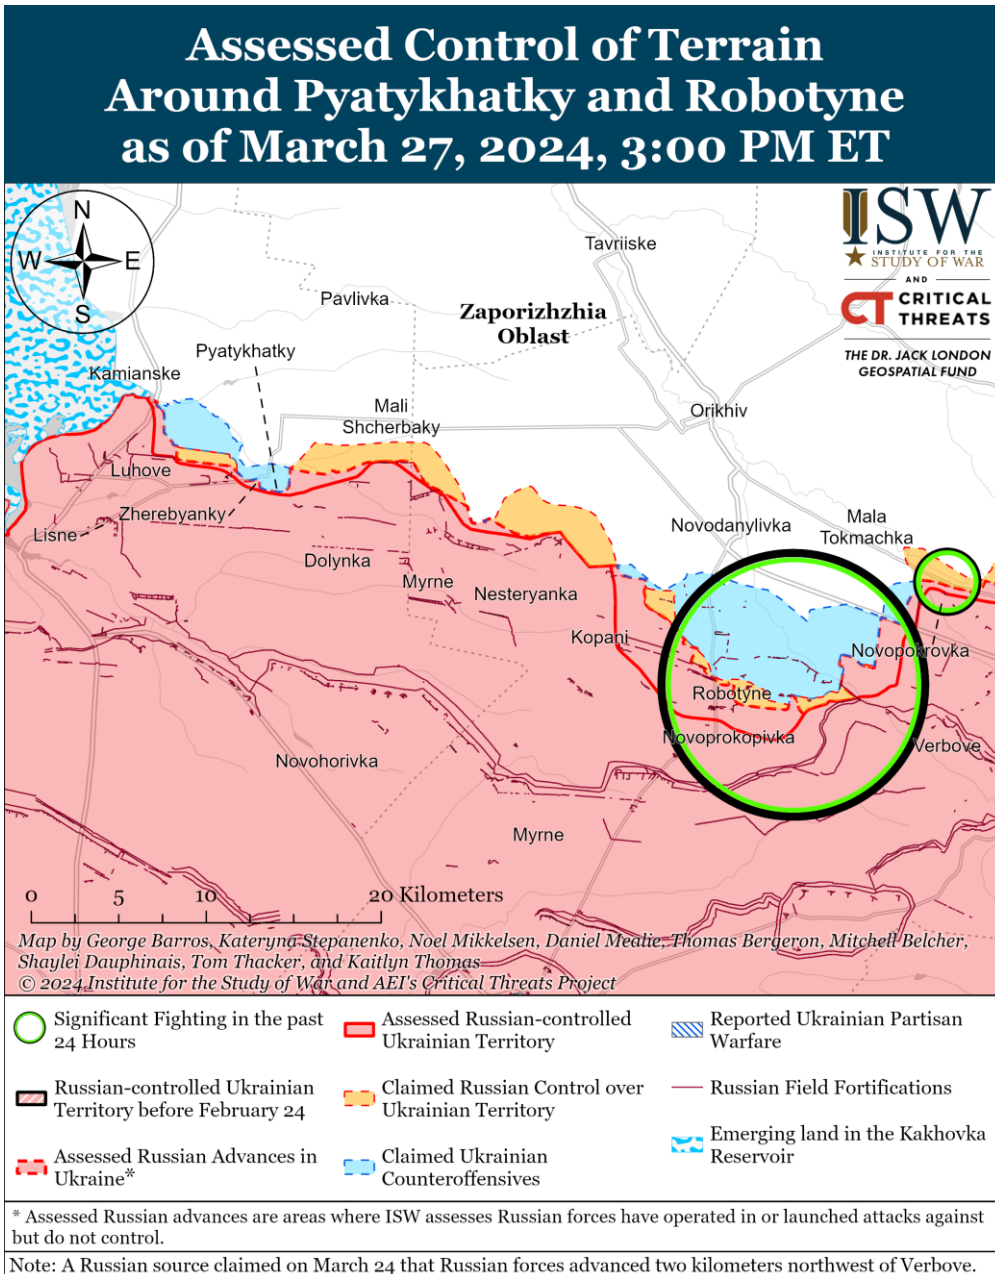 Assessed Control of Terrain
Around Pyatykhatky and Robotyne
as of March 27, 2024, 3:00 PM ET
N
W
E
S
ISW
INSTITUTE FOR THE
STUDY OF WAR
AND
CT CRITICAL
THREATS
THE DR. JACK LONDON
GEOSPATIAL FUND
Tavriiske
Pavlivka
Zaporizhzhia
Oblast
Pyatykhatky
Kamianske
Mali
Shcherbaky
Orikhiv
Luhove
Zherebyanky
Lisne
Novodanylivka
Mala
Tokmachka
Dolynka
Myrne
Nesteryanka
Kopani
Novopokrovka
Robotyne
Novoprokopivka
Verbove
Novohorivka
Myrne
0 5 10 20 Kilometers
Map by George Barros, Kateryna Stepanenko, Noel Mikkelsen, Daniel Mealie, Thomas Bergeron, Mitchell Belcher,
Shaylei Dauphinais, Tom Thacker, and Kaitlyn Thomas
© 2024 Institute for the Study of War and AEI's Critical Threats Project
Significant Fighting in the past
24 Hours
Russian-controlled Ukrainian
Territory before February 24
Assessed Russian Advances in
Ukraine*
Assessed Russian-controlled
Ukrainian Territory
Claimed Russian Control over
Ukrainian Territory
Claimed Ukrainian
Counteroffensives
Reported Ukrainian Partisan
Warfare
Russian Field Fortifications
Emerging land in the Kakhovka
Reservoir
* Assessed Russian advances are areas where ISW assesses Russian forces have operated in or launched attacks against
but do not control.
Note: A Russian source claimed on March 24 that Russian forces advanced two kilometers northwest of Verbove.